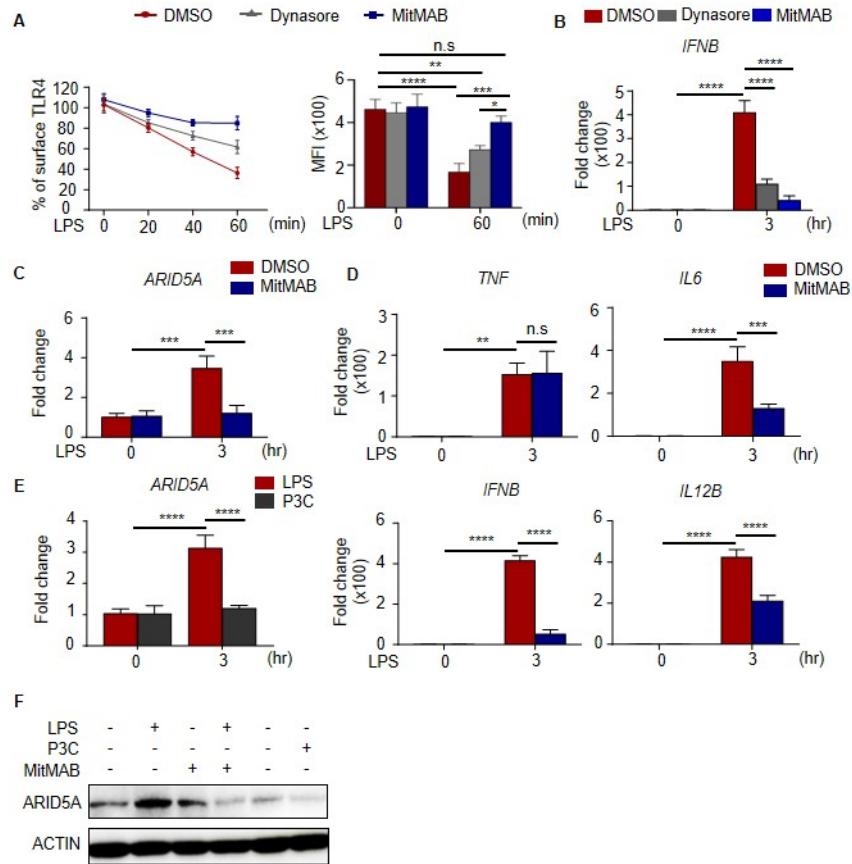 A
DMSO Dynasore MitMAB
% of surface TLR4
120
100
80
60
40
20
0
LPS 0 20 40 60 (min)
n.s
**
**** ***
*
MFI (x100)
6
4
2
0
LPS 0 60 (min)
B
DMSO Dynasore MitMAB
IFNB
****
**** ****
Fold change
(x100)
5
4
3
2
1
0
LPS 0 3 (hr)
C
ARID5A
DMSO
MitMAB
*** ***
Fold change
6
4
2
0
LPS 0 3 (hr)
D
DMSO
MitMAB
TNF
n.s
**
Fold change
(x100)
3
2
1
0
0 3
IL6
**** ***
6
4
2
0
0 3 (hr)
E
ARID5A
LPS
P3C
**** ****
Fold change
4
3
2
1
0 3 (hr)
IFNB
**** ****
Fold change
(x100)
6
4
2
0
LPS 0 3
IL12B
**** ****
6
4
2
0
0 3 (hr)
F
LPS - + - + - -
P3C - - - - - +
MitMAB - - + + - -
ARID5A
ACTIN